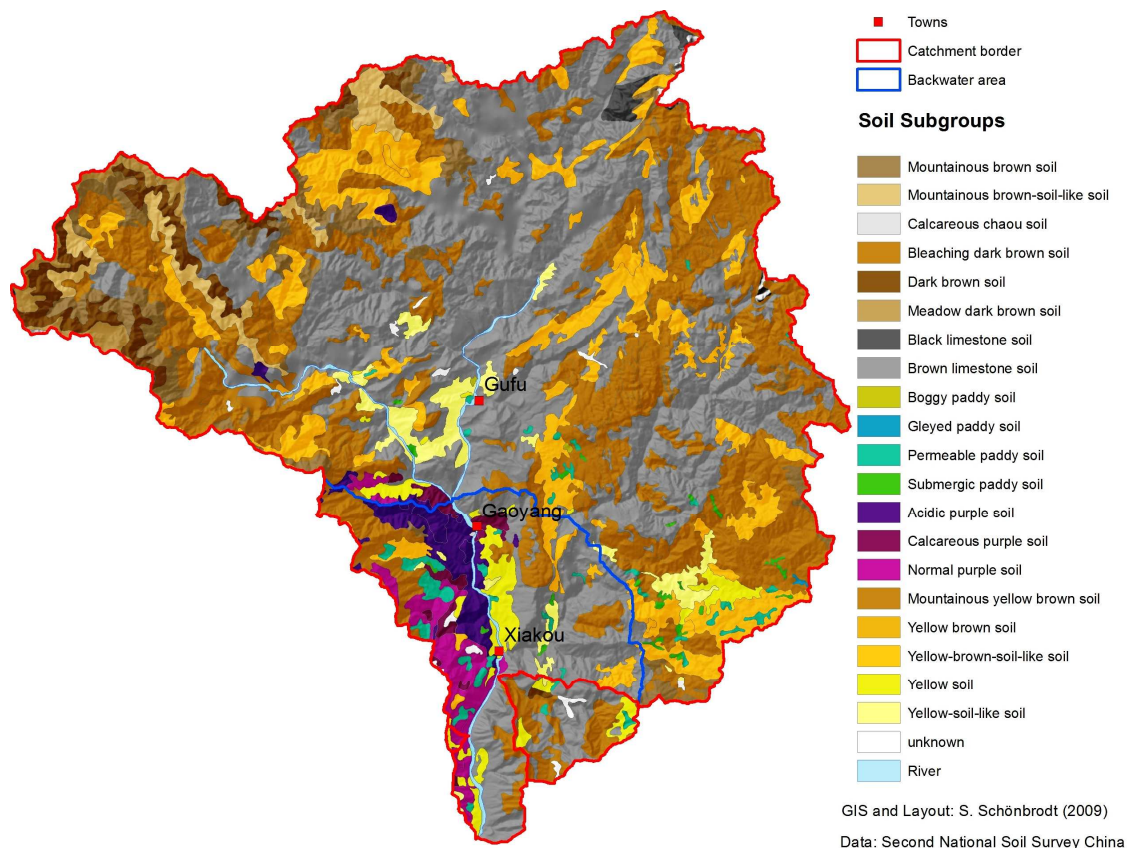 Towns
Catchment border
Backwater area
Soil Subgroups
Mountainous brown soil
Mountainous brown-soil-like soil
Calcareous chaou soil
Bleaching dark brown soil
Dark brown soil
Meadow dark brown soil
Black limestone soil
Brown limestone soil
Boggy paddy soil
Gleyed paddy soil
Permeable paddy soil
Submergic paddy soil
Acidic purple soil
Calcareous purple soil
Normal purple soil
Mountainous yellow brown soil
Yellow brown soil
Yellow-brown-soil-like soil
Yellow soil
Yellow-soil-like soil
unknown
River
Gufu
Gaoyang
Xiakou
GIS and Layout: S. Schönbrodt (2009)
Data: Second National Soil Survey China